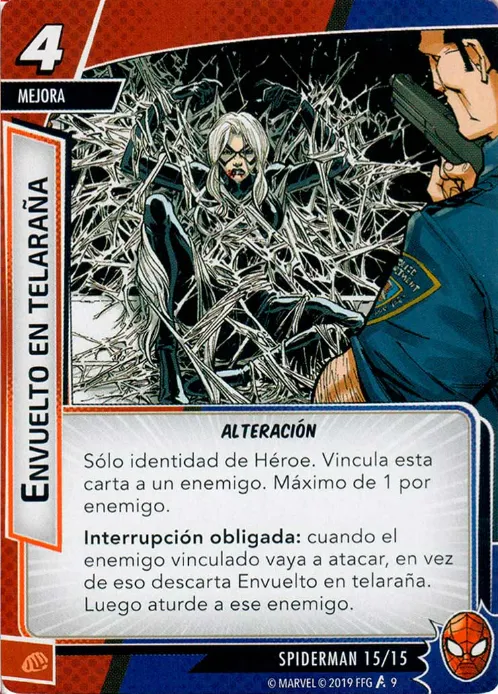 4
MEJORA
ENVUELTO EN TELARAÑA
ALTERACIÓN
Sólo identidad de Héroe. Vincula esta
carta a un enemigo. Máximo de 1 por
enemigo.
Interrupción obligada: cuando el
enemigo vinculado vaya a atacar, en vez
de eso descarta Envuelto en telaraña.
Luego aturde a ese enemigo.
SPIDERMAN 15/15
© MARVEL © 2019 FFG 9